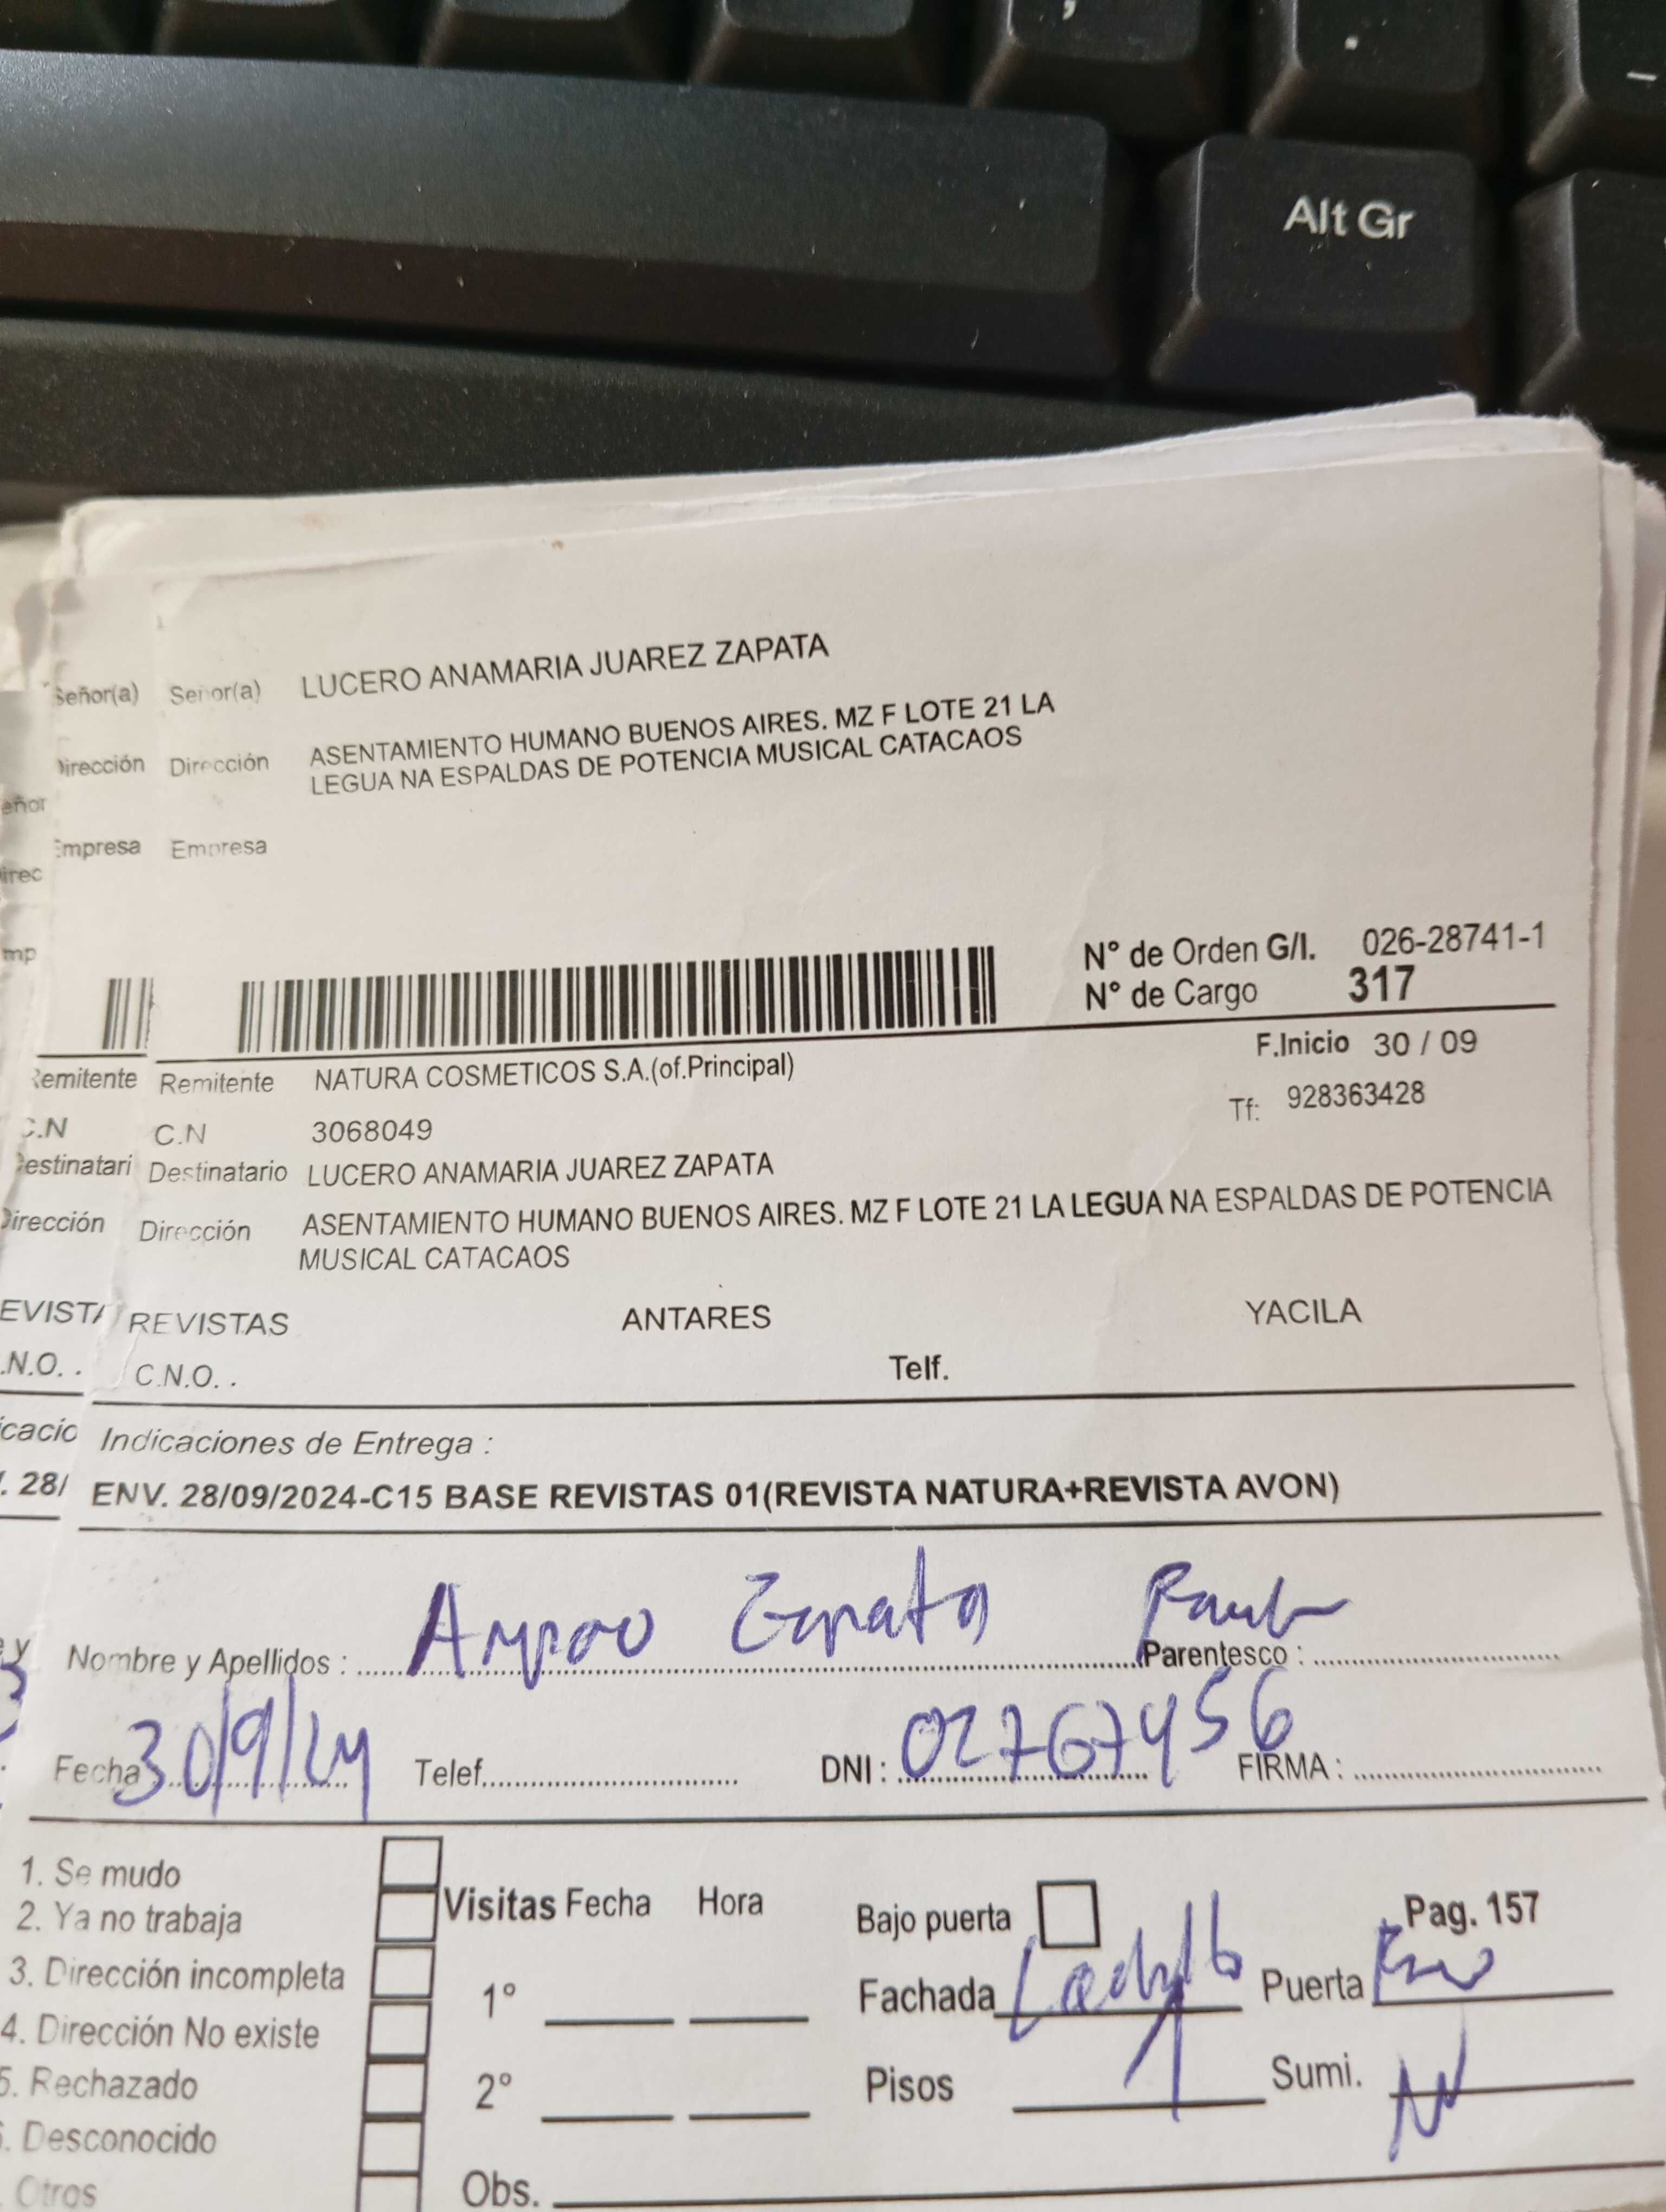 Alt Gr
Señor(a) Señor(a) LUCERO ANAMARIA JUAREZ ZAPATA
Dirección Dirección ASENTAMIENTO HUMANO BUENOS AIRES. MZ F LOTE 21 LA
LEGUA NA ESPALDAS DE POTENCIA MUSICAL CATACAOS
Empresa Empresa
N° de Orden G/I. 026-28741-1
N° de Cargo 317
F.Inicio 30 / 09
Remitente Remitente NATURA COSMETICOS S.A.(of.Principal)
Tf: 928363428
C.N C.N 3068049
Destinatari Destinatario LUCERO ANAMARIA JUAREZ ZAPATA
Dirección Dirección ASENTAMIENTO HUMANO BUENOS AIRES. MZ F LOTE 21 LA LEGUA NA ESPALDAS DE POTENCIA
MUSICAL CATACAOS
EVISTA REVISTAS ANTARES YACILA
.N.O. . C.N.O. . Telf.
icacio Indicaciones de Entrega :
. 28/ ENV. 28/09/2024-C15 BASE REVISTAS 01(REVISTA NATURA+REVISTA AVON)
Nombre y Apellidos : Amparo Zapata Parentesco :
Fecha 30/9/24 Telef. DNI : 02767456 FIRMA :
1. Se mudo
2. Ya no trabaja
3. Dirección incompleta
4. Dirección No existe
5. Rechazado
6. Desconocido
Otros
Visitas Fecha Hora
1°
2°
Obs.
Bajo puerta Pag. 157
Fachada Ladrillo Puerta
Pisos 1 Sumi.